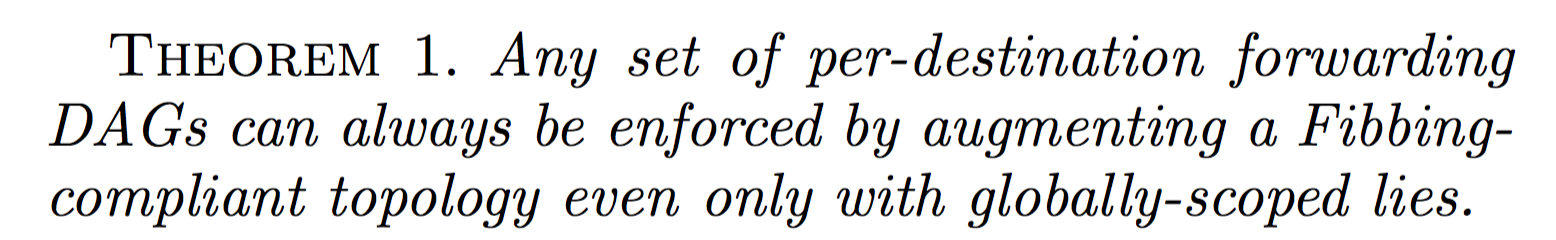 THEOREM 1. Any set of per-destination forwarding
DAGs can always be enforced by augmenting a Fibbing-
compliant topology even only with globally-scoped lies.